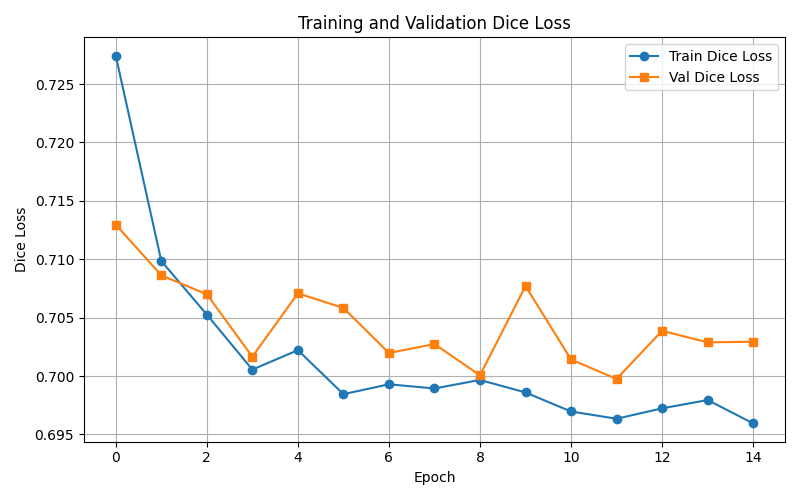 Training and Validation Dice Loss
Train Dice Loss
Val Dice Loss
Dice Loss
0.725
0.720
0.715
0.710
0.705
0.700
0.695
0 2 4 6 8 10 12 14
Epoch